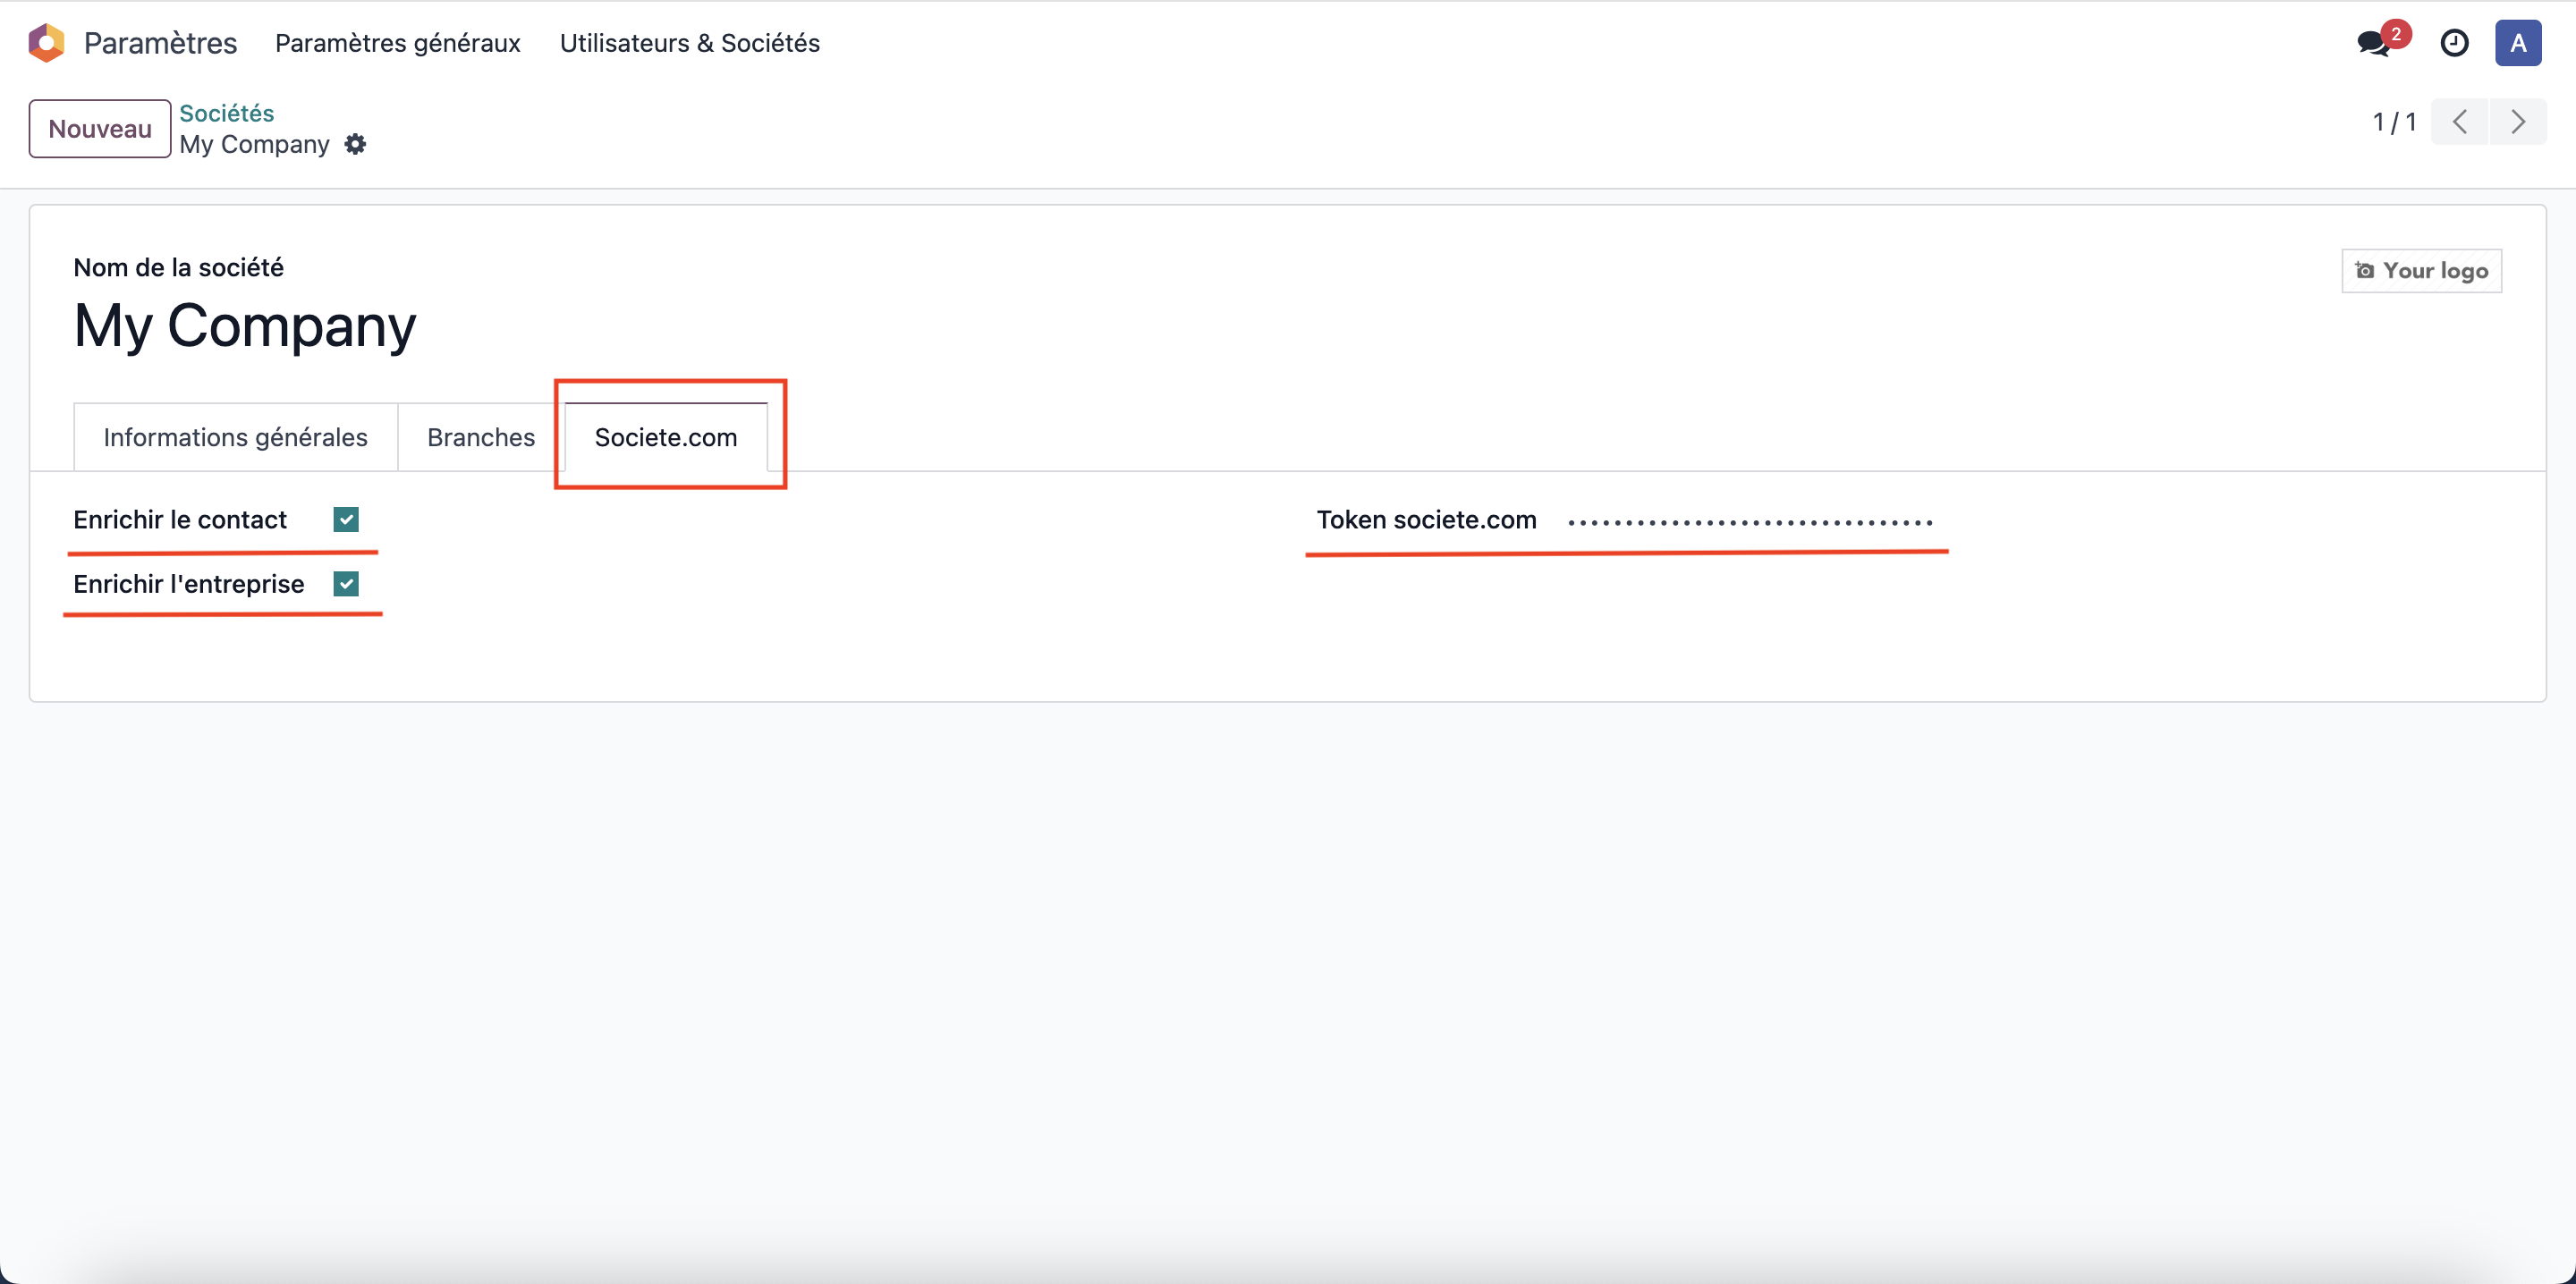 Paramètres Paramètres généraux Utilisateurs & Sociétés 2 A
Nouveau Sociétés 1 / 1
My Company
Nom de la société
Your logo
My Company
Informations générales Branches Societe.com
Enrichir le contact Token societe.com ••••••••••••••••••••••••••••••••
Enrichir l'entreprise